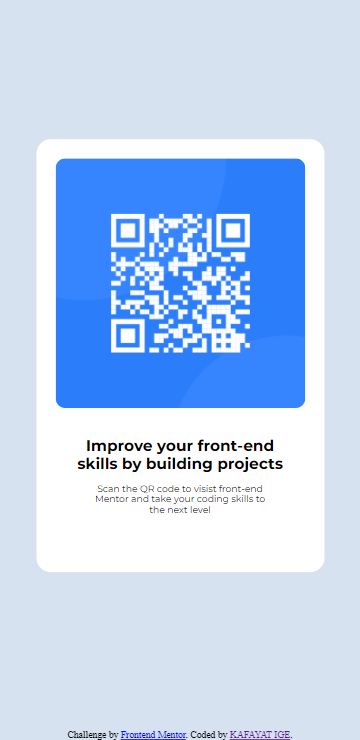 Improve your front-end
skills by building projects
Scan the QR code to visist front-end
Mentor and take your coding skills to
the next level
Challenge by Frontend Mentor. Coded by KAFAYAT IGE.